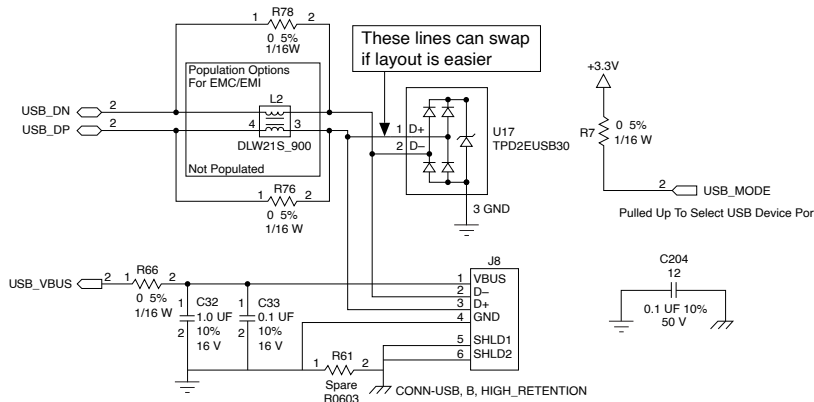 R78
1 2
0 5%
1/16W
These lines can swap
if layout is easier
Population Options
For EMC/EMI
L2
USB_DN 2 1 2
USB_DP 2 4 3
DLW21S_900
Not Populated
R76
1 2
0 5%
1/16 W
1 D+
2 D–
U17
TPD2EUSB30
3 GND
+3.3V
R7
0 5%
1/16 W
2 USB_MODE
Pulled Up To Select USB Device Por
J8
USB_VBUS 2 1 R66 2
0 5%
1/16 W
1 VBUS
2 D–
3 D+
4 GND
5 SHLD1
6 SHLD2
1 C32
1.0 UF
2 10%
16 V
1 C33
0.1 UF
2 10%
16 V
1 R61 2
Spare
R0603
CONN-USB, B, HIGH_RETENTION
C204
12
0.1 UF 10%
50 V